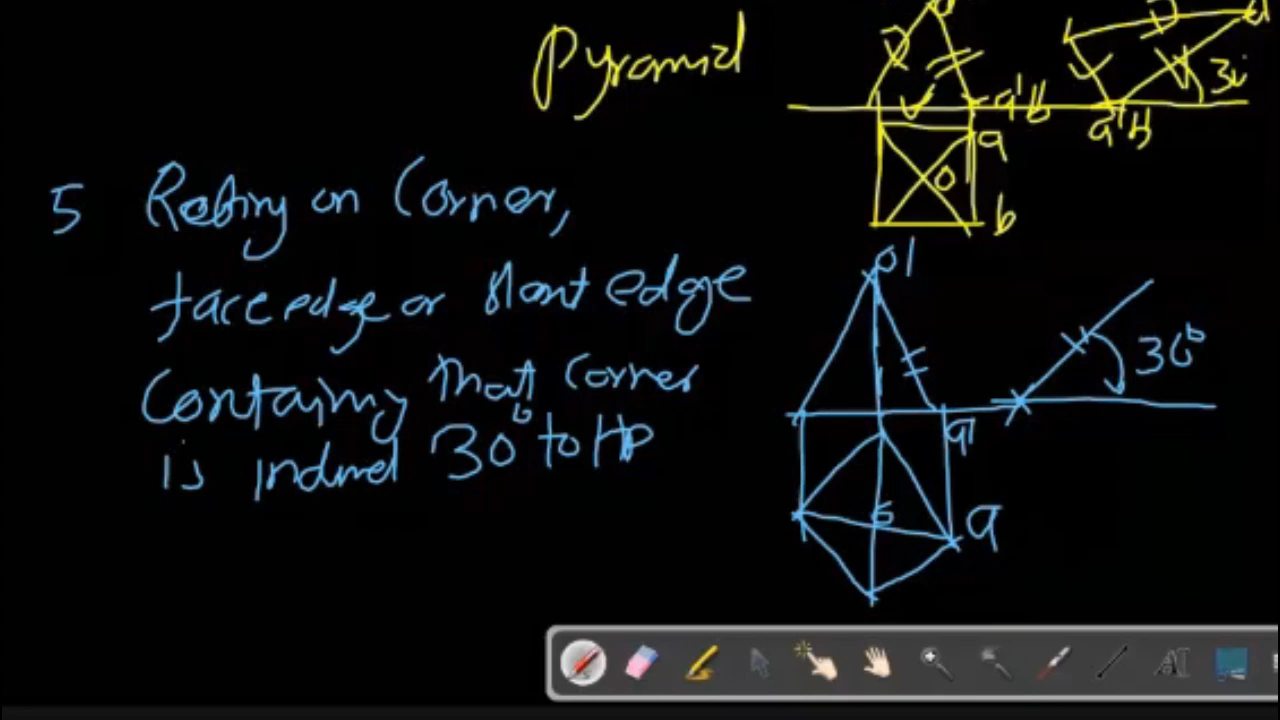 Pyramid
o'
a'b'
a
o
b
d
30
a'b'
5 Resting on Corner,
face edge or slant edge
Containing that corner
is inclined 30° to HP
o'
a'
o
a
30°